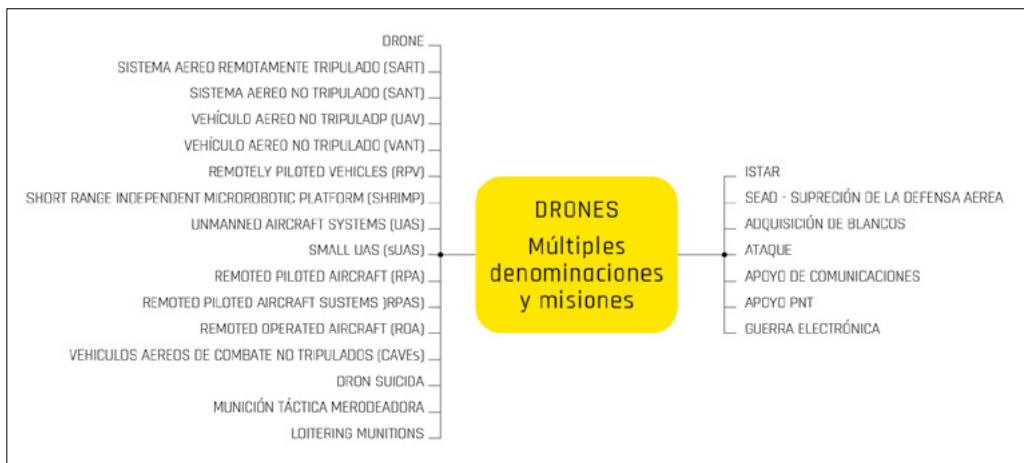 DRONE
SISTEMA AEREO REMOTAMENTE TRIPULADO (SART)
SISTEMA AEREO NO TRIPULADO (SANT)
VEHÍCULO AEREO NO TRIPULADP (UAV)
VEHÍCULO AEREO NO TRIPULADO (VANT)
REMOTELY PILOTED VEHICLES (RPV)
SHORT RANGE INDEPENDENT MICROROBOTIC PLATFORM (SHRIMP)
UNMANNED AIRCRAFT SYSTEMS (UAS)
SMALL UAS (sUAS)
REMOTED PILOTED AIRCRAFT (RPA)
REMOTED PILOTED AIRCRAFT SUSTEMS )RPAS)
REMOTED OPERATED AIRCRAFT (ROA)
VEHICULOS AEREOS DE COMBATE NO TRIPULADOS (CAVEs)
DRON SUICIDA
MUNICIÓN TÁCTICA MERODEADORA
LOITERING MUNITIONS
DRONES
Múltiples
denominaciones
y misiones
ISTAR
SEAD - SUPRECIÓN DE LA DEFENSA AEREA
ADQUISICIÓN DE BLANCOS
ATAQUE
APOYO DE COMUNICACIONES
APOYO PNT
GUERRA ELECTRÓNICA